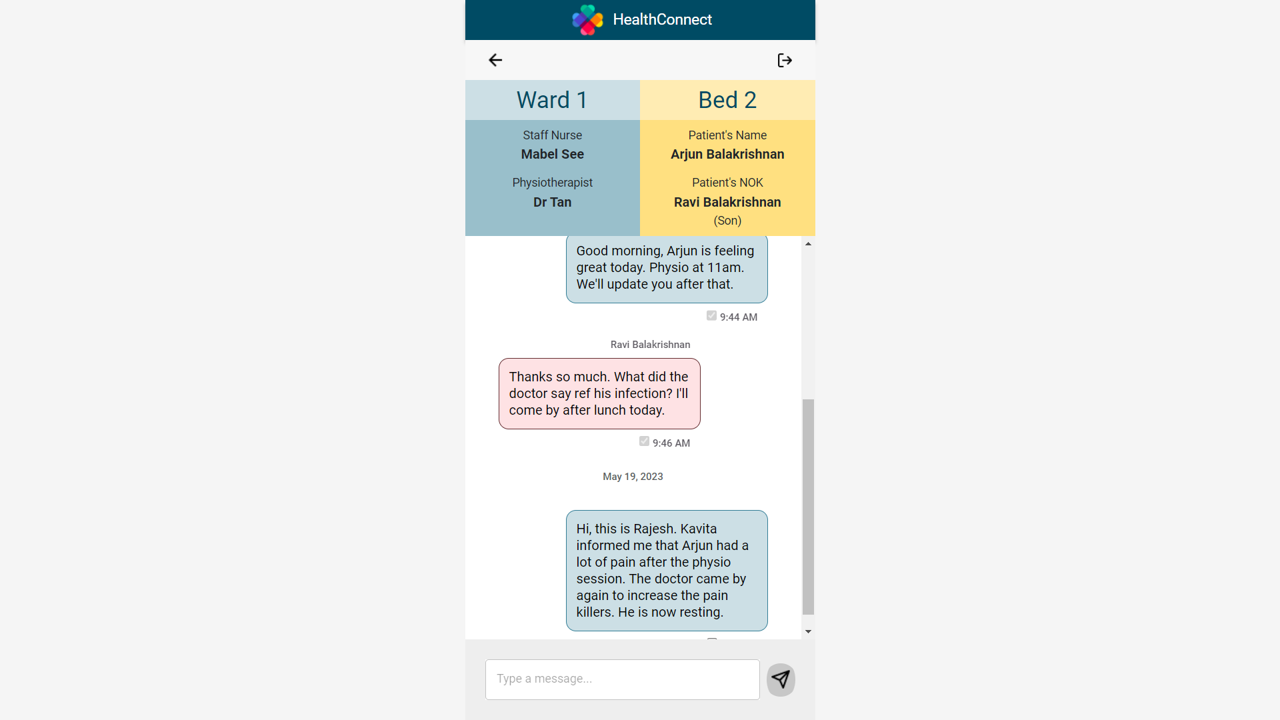 HealthConnect
Ward 1
Bed 2
Staff Nurse
Mabel See
Physiotherapist
Dr Tan
Patient's Name
Arjun Balakrishnan
Patient's NOK
Ravi Balakrishnan
(Son)
Good morning, Arjun is feeling
great today. Physio at 11am.
We'll update you after that.
9:44 AM
Ravi Balakrishnan
Thanks so much. What did the
doctor say ref his infection? I'll
come by after lunch today.
9:46 AM
May 19, 2023
Hi, this is Rajesh. Kavita
informed me that Arjun had a
lot of pain after the physio
session. The doctor came by
again to increase the pain
killers. He is now resting.
Type a message...